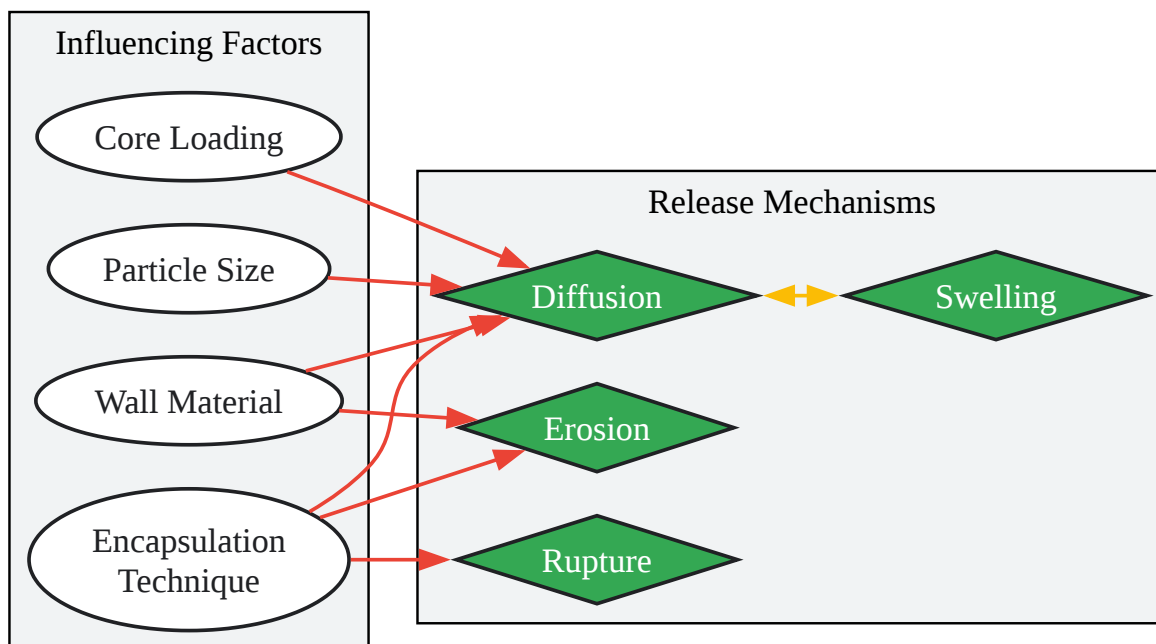 Influencing Factors
Core Loading
Particle Size
Wall Material
Encapsulation
Technique
Release Mechanisms
Diffusion
Swelling
Erosion
Rupture